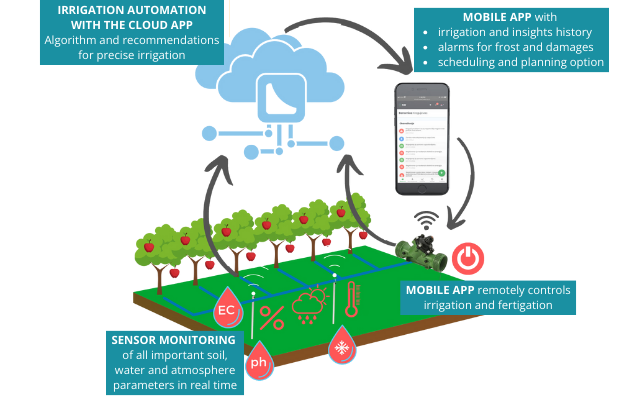 IRRIGATION AUTOMATION
WITH THE CLOUD APP
Algorithm and recommendations
for precise irrigation
MOBILE APP with
• irrigation and insights history
• alarms for frost and damages
• scheduling and planning option
MOBILE APP remotely controls
irrigation and fertigation
EC
%
ph
SENSOR MONITORING
of all important soil,
water and atmosphere
parameters in real time